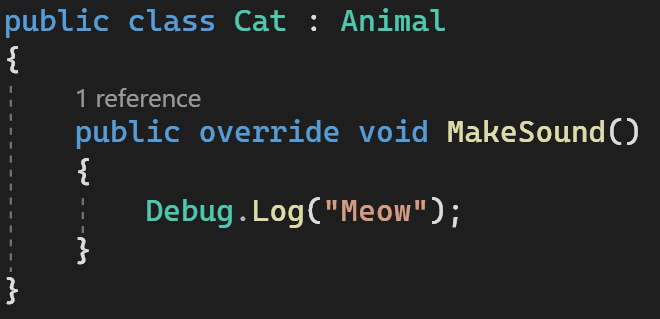 public class Cat : Animal
{
1 reference
public override void MakeSound()
{
Debug.Log("Meow");
}
}